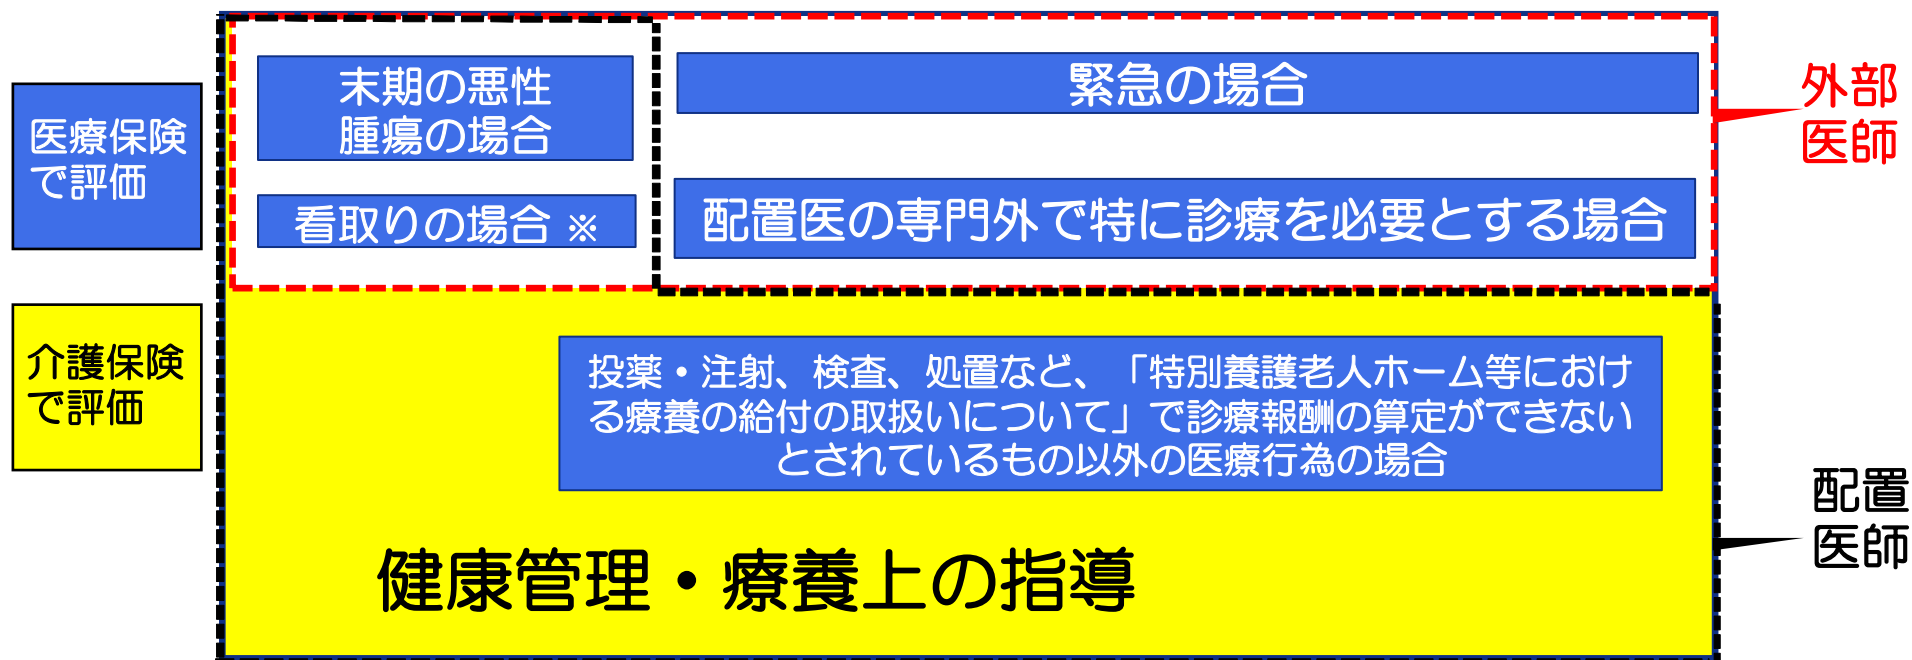 医療保険
で評価
介護保険
で評価
末期の悪性
腫瘍の場合
看取りの場合 ※
緊急の場合
配置医の専門外で特に診療を必要とする場合
投薬・注射、検査、処置など、「特別養護老人ホーム等におけ
る療養の給付の取扱いについて」で診療報酬の算定ができない
とされているもの以外の医療行為の場合
健康管理・療養上の指導
外部
医師
配置
医師